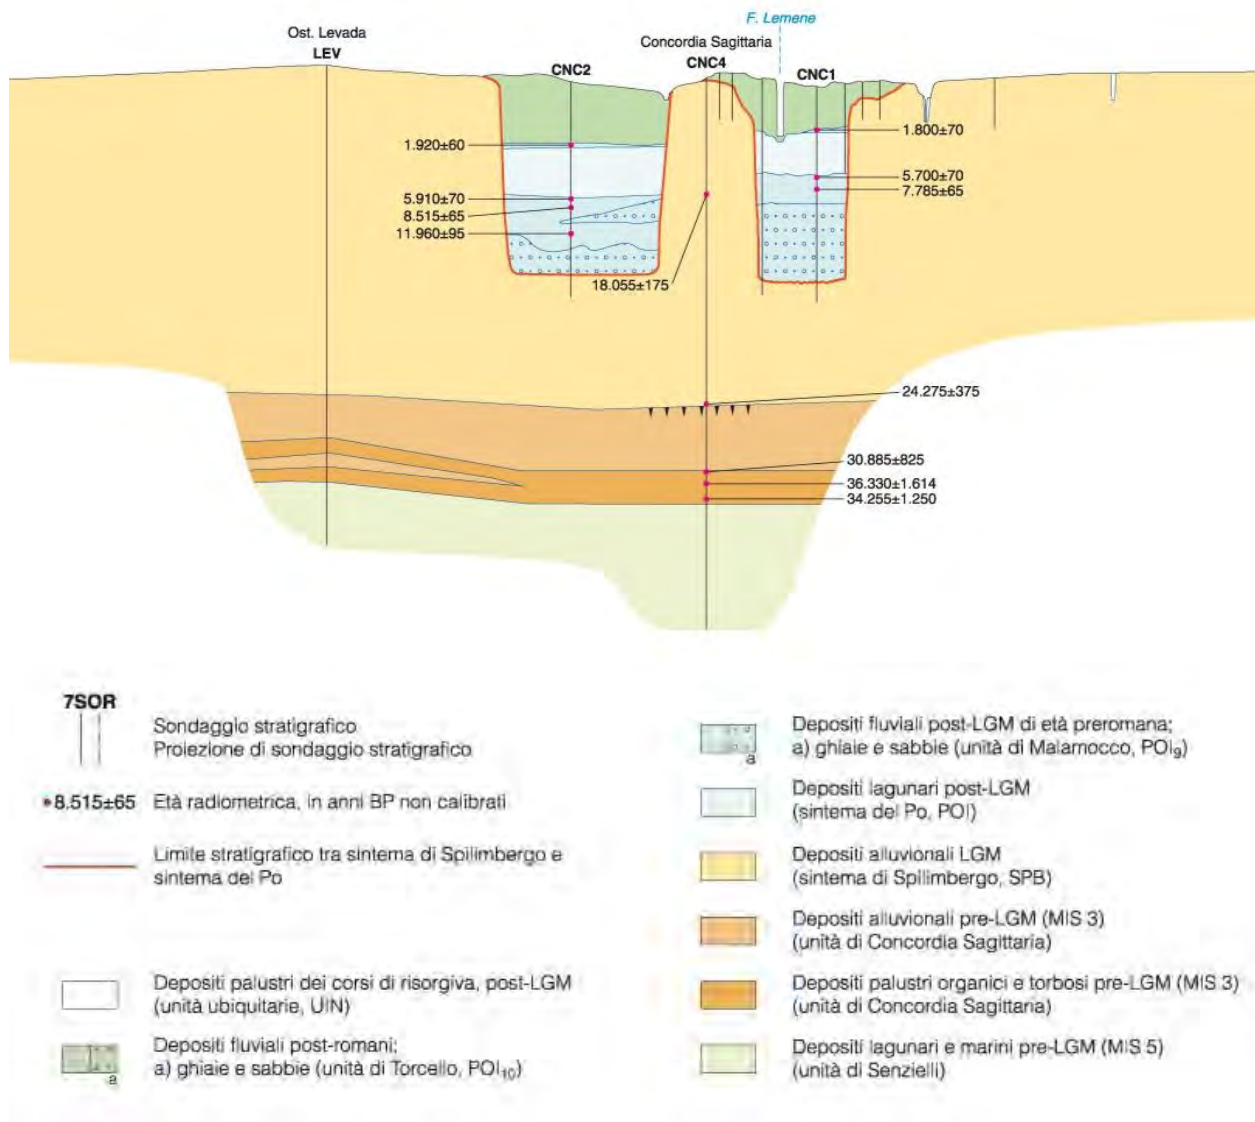 F. Lemene
Ost. Levada
LEV
CNC2
Concordia Sagittaria
CNC4
CNC1
1.920±60
5.910±70
8.515±65
11.960±95
18.055±175
1.800±70
5.700±70
7.785±65
24.275±375
30.885±825
36.330±1.614
34.255±1.250
7SOR
Sondaggio stratigrafico
Proiezione di sondaggio stratigrafico
8.515±65 Età radiometrica, in anni BP non calibrati
Limite stratigrafico tra sintema di Spilimbergo e
sintema del Po
Depositi palustri dei corsi di risorgiva, post-LGM
(unità ubiquitarie, UIN)
Depositi fluviali post-romani;
a) ghiaie e sabbie (unità di Torcello, POI10)
a
Depositi fluviali post-LGM di età preromana;
a) ghiaie e sabbie (unità di Malamocco, POI9)
a
Depositi lagunari post-LGM
(sintema del Po, POI)
Depositi alluvionali LGM
(sintema di Spilimbergo, SPB)
Depositi alluvionali pre-LGM (MIS 3)
(unità di Concordia Sagittaria)
Depositi palustri organici e torbosi pre-LGM (MIS 3)
(unità di Concordia Sagittaria)
Depositi lagunari e marini pre-LGM (MIS 5)
(unità di Senzielli)